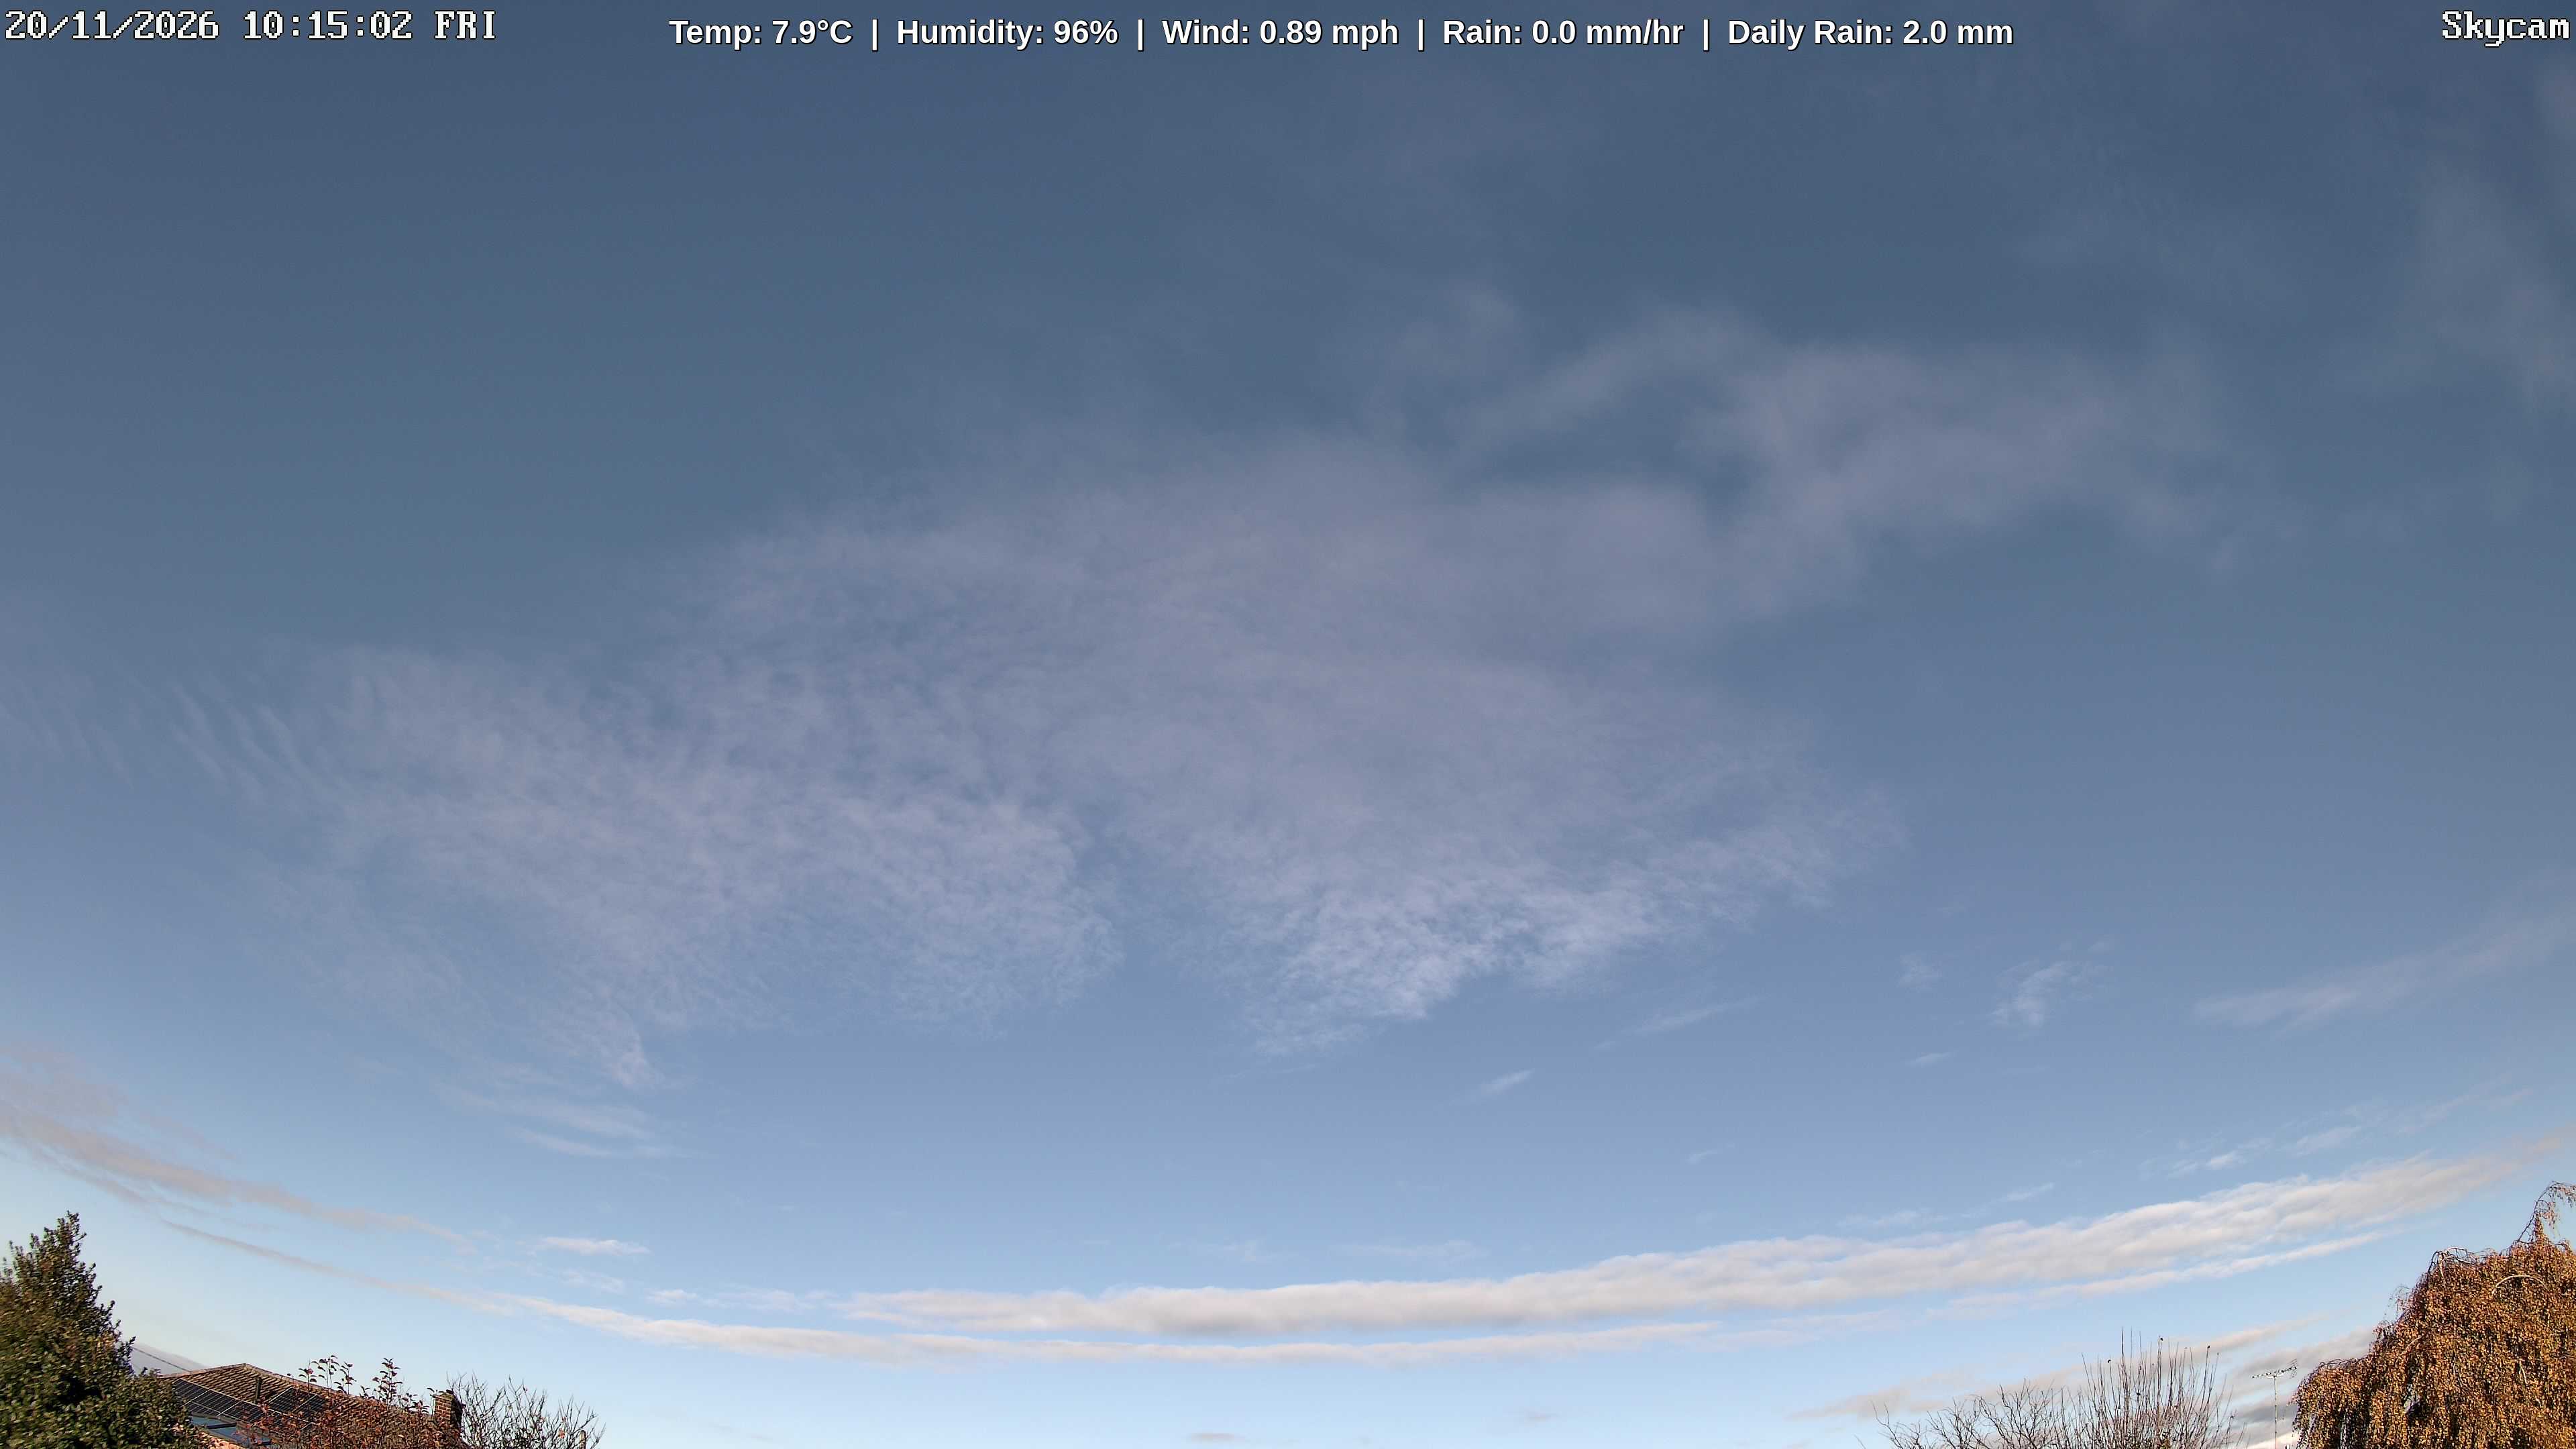 20/11/2026 10:15:02 FRI
Temp: 7.9°C | Humidity: 96% | Wind: 0.89 mph | Rain: 0.0 mm/hr | Daily Rain: 2.0 mm
Skycam